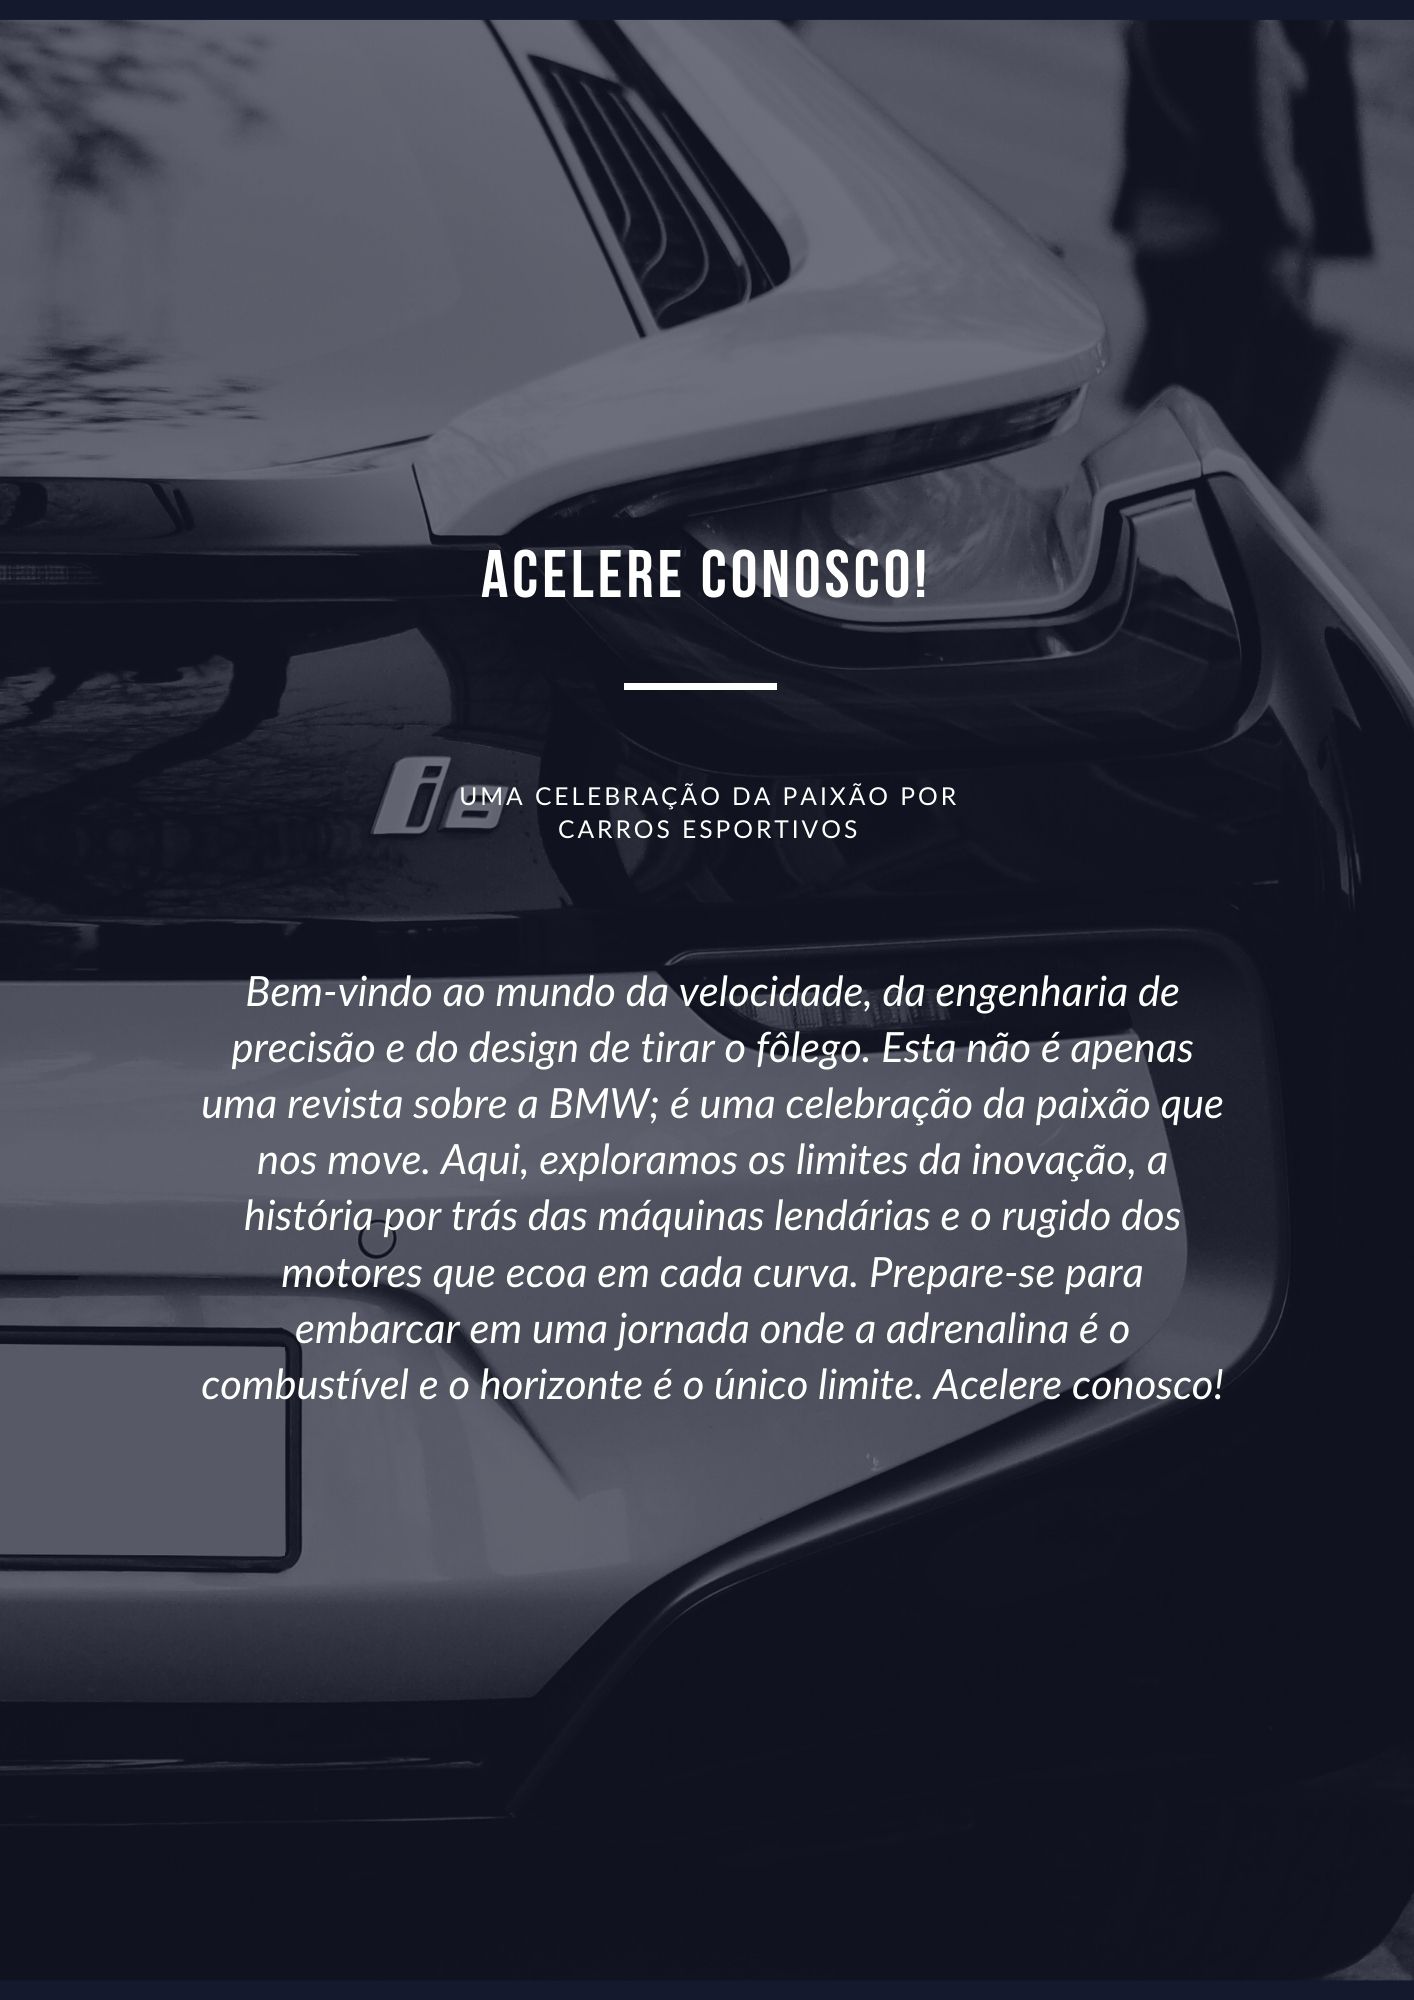 ACELERE CONOSCO!
i8
UMA CELEBRAÇÃO DA PAIXÃO POR
CARROS ESPORTIVOS
Bem-vindo ao mundo da velocidade, da engenharia de
precisão e do design de tirar o fôlego. Esta não é apenas
uma revista sobre a BMW; é uma celebração da paixão que
nos move. Aqui, exploramos os limites da inovação, a
história por trás das máquinas lendárias e o rugido dos
motores que ecoa em cada curva. Prepare-se para
embarcar em uma jornada onde a adrenalina é o
combustível e o horizonte é o único limite. Acelere conosco!